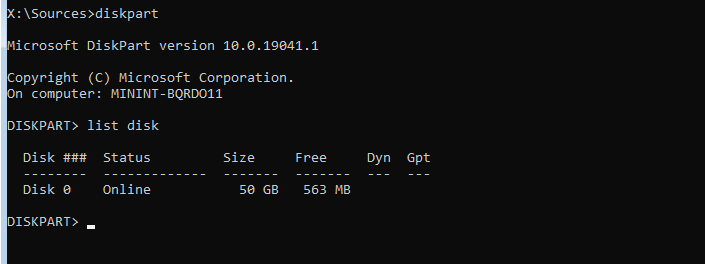 X:\Sources>diskpart
Microsoft DiskPart version 10.0.19041.1
Copyright (C) Microsoft Corporation.
On computer: MININT-BQRDO11
DISKPART> list disk
  Disk ###  Status         Size     Free     Dyn  Gpt
  --------  -------------  -------  -------  ---  ---
  Disk 0    Online           50 GB   563 MB
DISKPART>